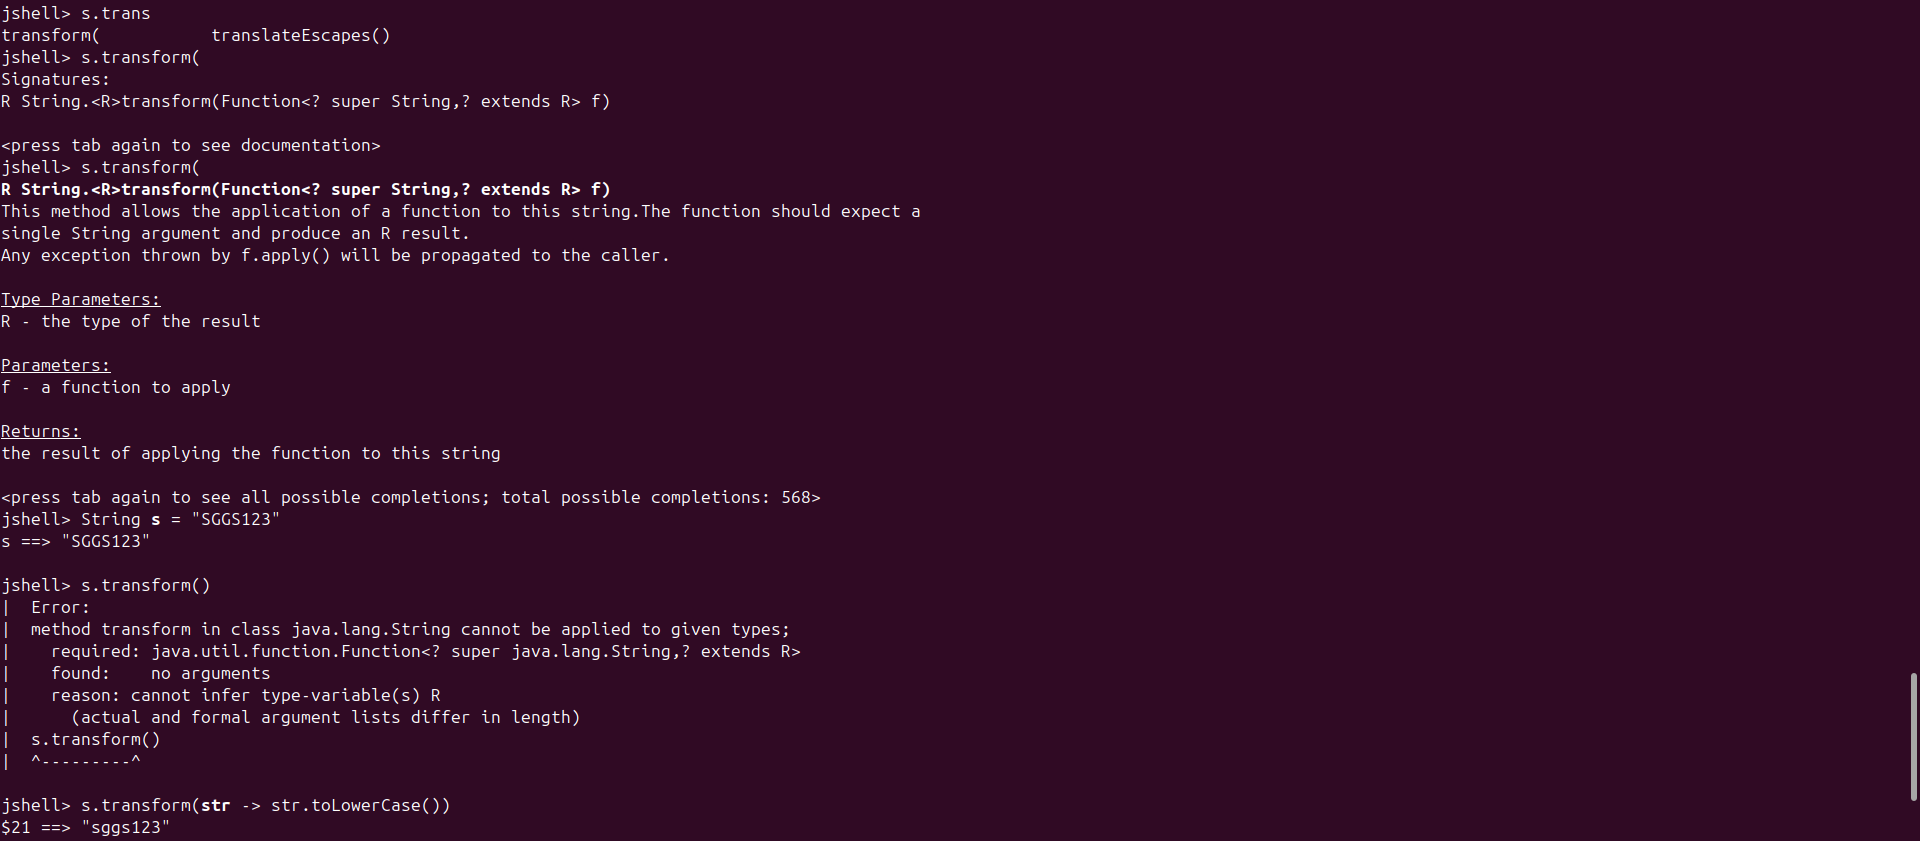 jshell> s.trans
transform(           translateEscapes()
jshell> s.transform(
Signatures:
R String.<R>transform(Function<? super String,? extends R> f)

<press tab again to see documentation>
jshell> s.transform(
R String.<R>transform(Function<? super String,? extends R> f)
This method allows the application of a function to this string.The function should expect a
single String argument and produce an R result.
Any exception thrown by f.apply() will be propagated to the caller.

Type Parameters:
R - the type of the result

Parameters:
f - a function to apply

Returns:
the result of applying the function to this string

<press tab again to see all possible completions; total possible completions: 568>
jshell> String s = "SGGS123"
s ==> "SGGS123"

jshell> s.transform()
|  Error:
|  method transform in class java.lang.String cannot be applied to given types;
|    required: java.util.function.Function<? super java.lang.String,? extends R>
|    found:    no arguments
|    reason: cannot infer type-variable(s) R
|      (actual and formal argument lists differ in length)
|  s.transform()
|  ^---------^

jshell> s.transform(str -> str.toLowerCase())
$21 ==> "sggs123"